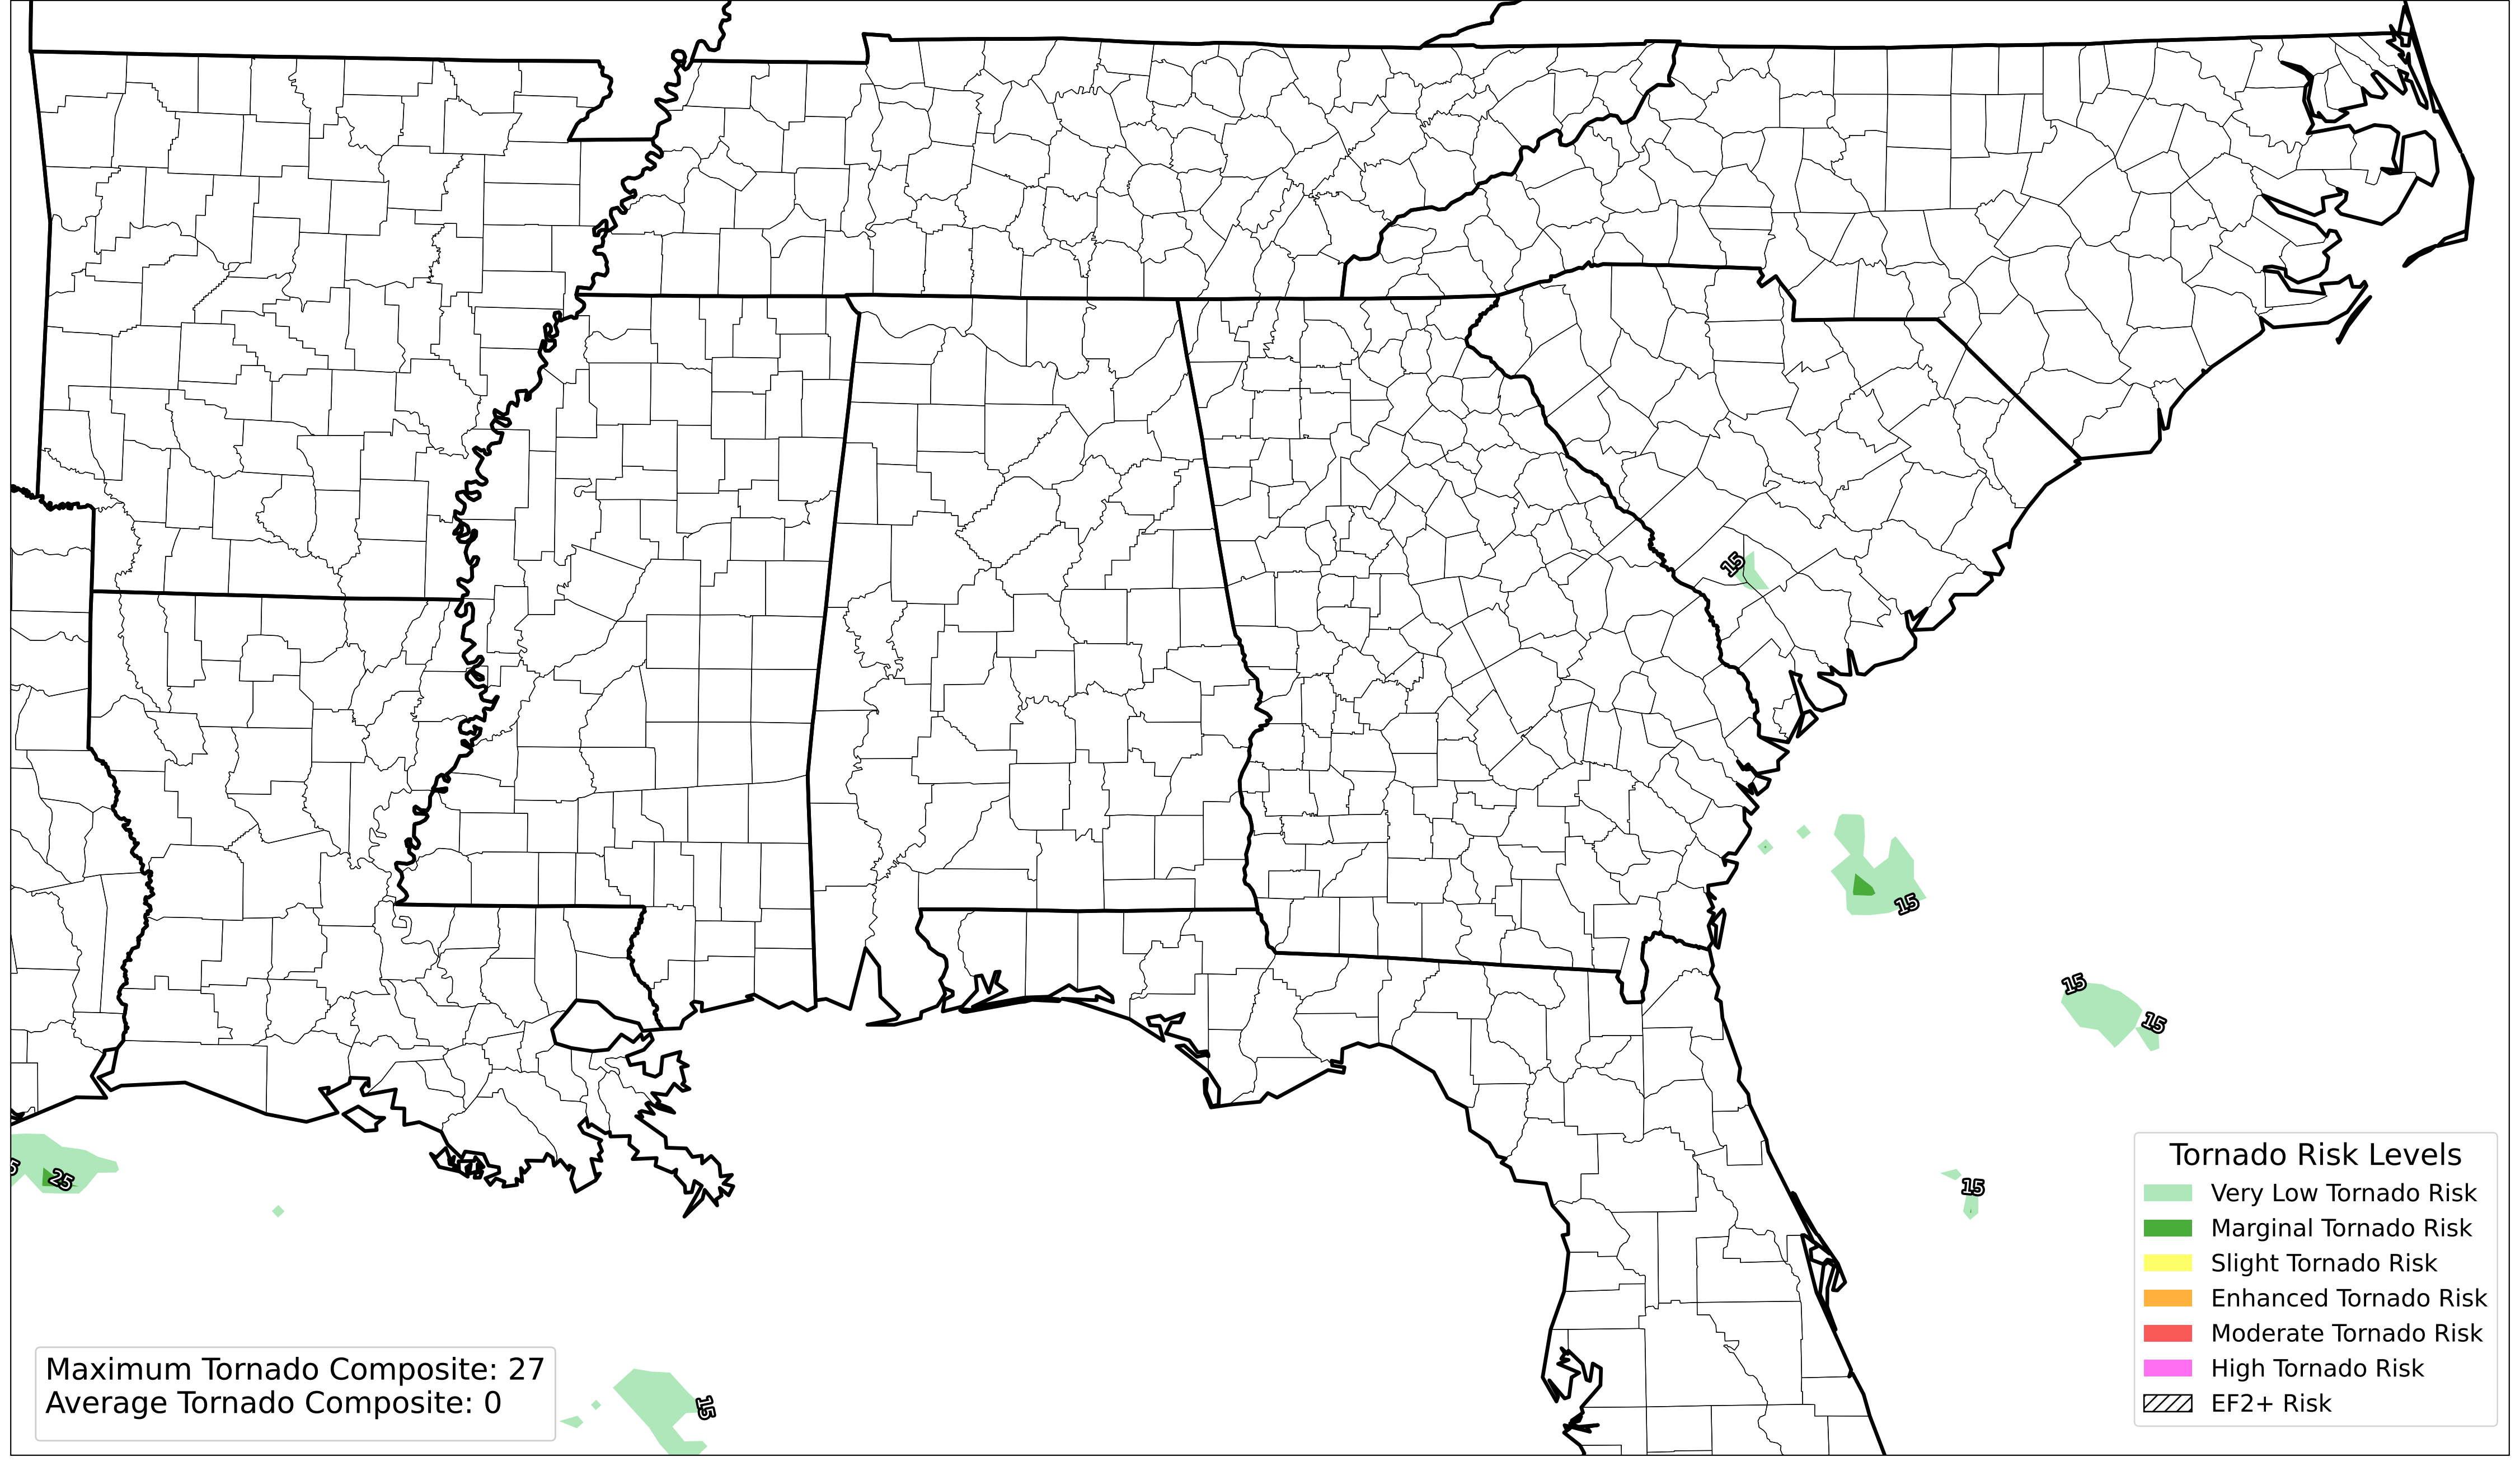 15
15
15
15
5
25
15
15
Tornado Risk Levels
Very Low Tornado Risk
Marginal Tornado Risk
Slight Tornado Risk
Enhanced Tornado Risk
Moderate Tornado Risk
High Tornado Risk
EF2+ Risk
Maximum Tornado Composite: 27
Average Tornado Composite: 0